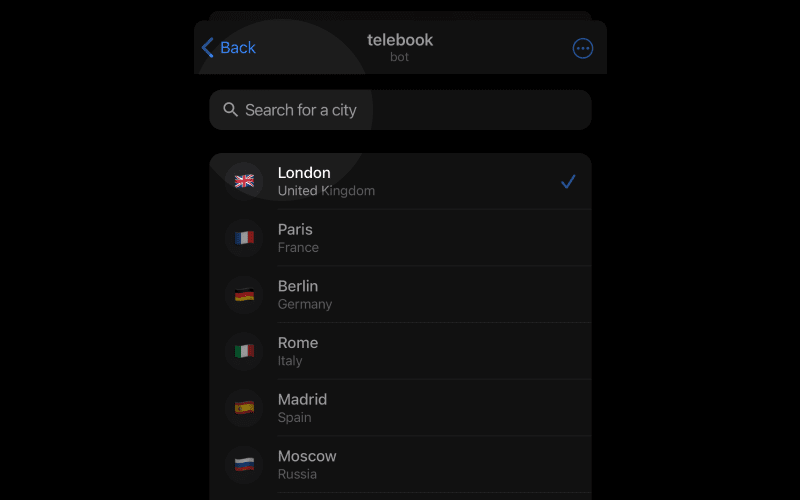 Back
telebook
bot
Search for a city
London
United Kingdom
Paris
France
Berlin
Germany
Rome
Italy
Madrid
Spain
Moscow
Russia